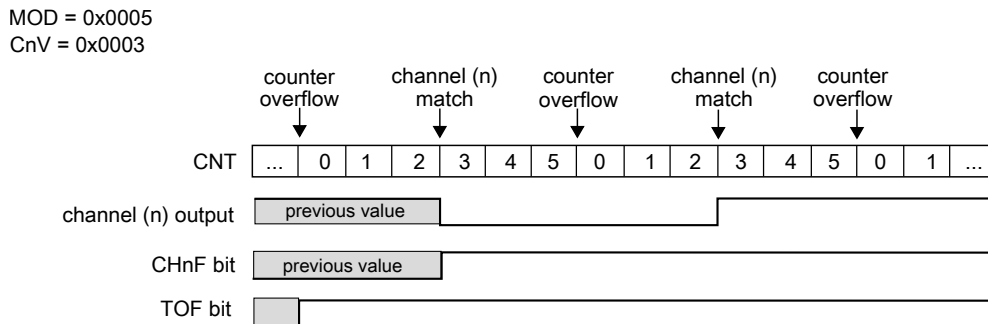 MOD = 0x0005
CnV = 0x0003
counter overflow channel (n) match counter overflow channel (n) match counter overflow
CNT ... 0 1 2 3 4 5 0 1 2 3 4 5 0 1 ...
channel (n) output previous value
CHnF bit previous value
TOF bit